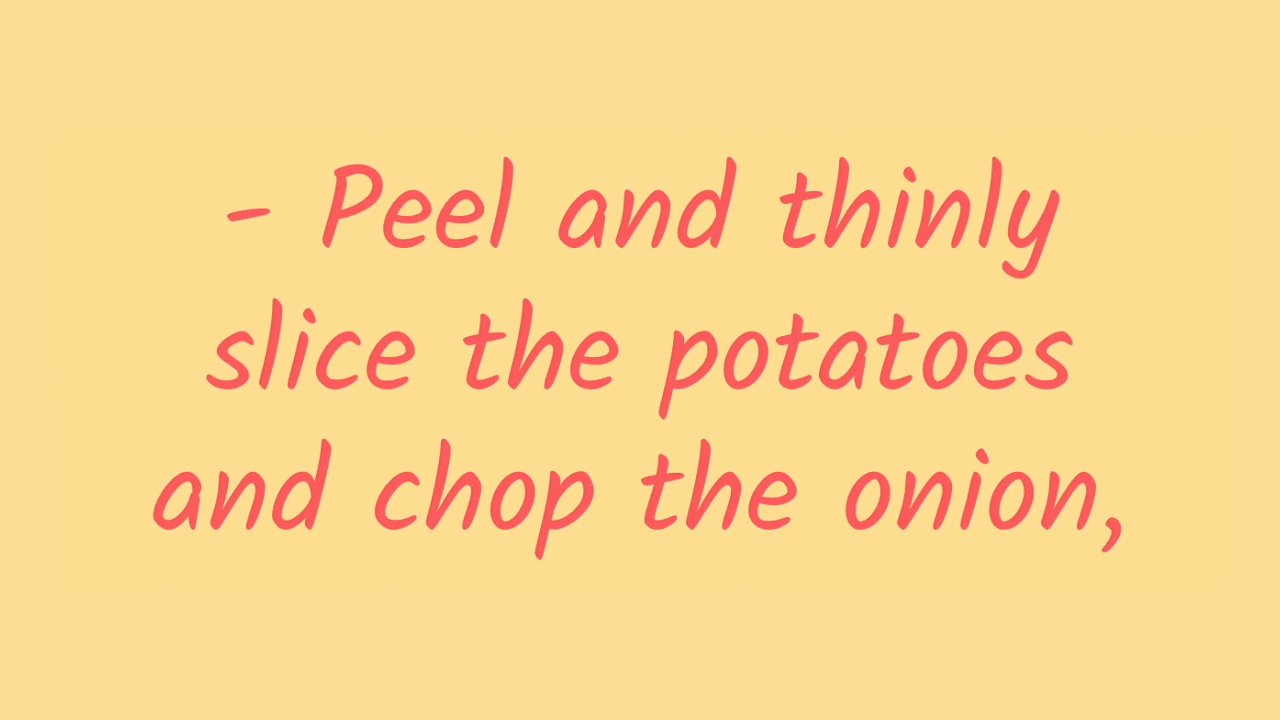 - Peel and thinly
slice the potatoes
and chop the onion,